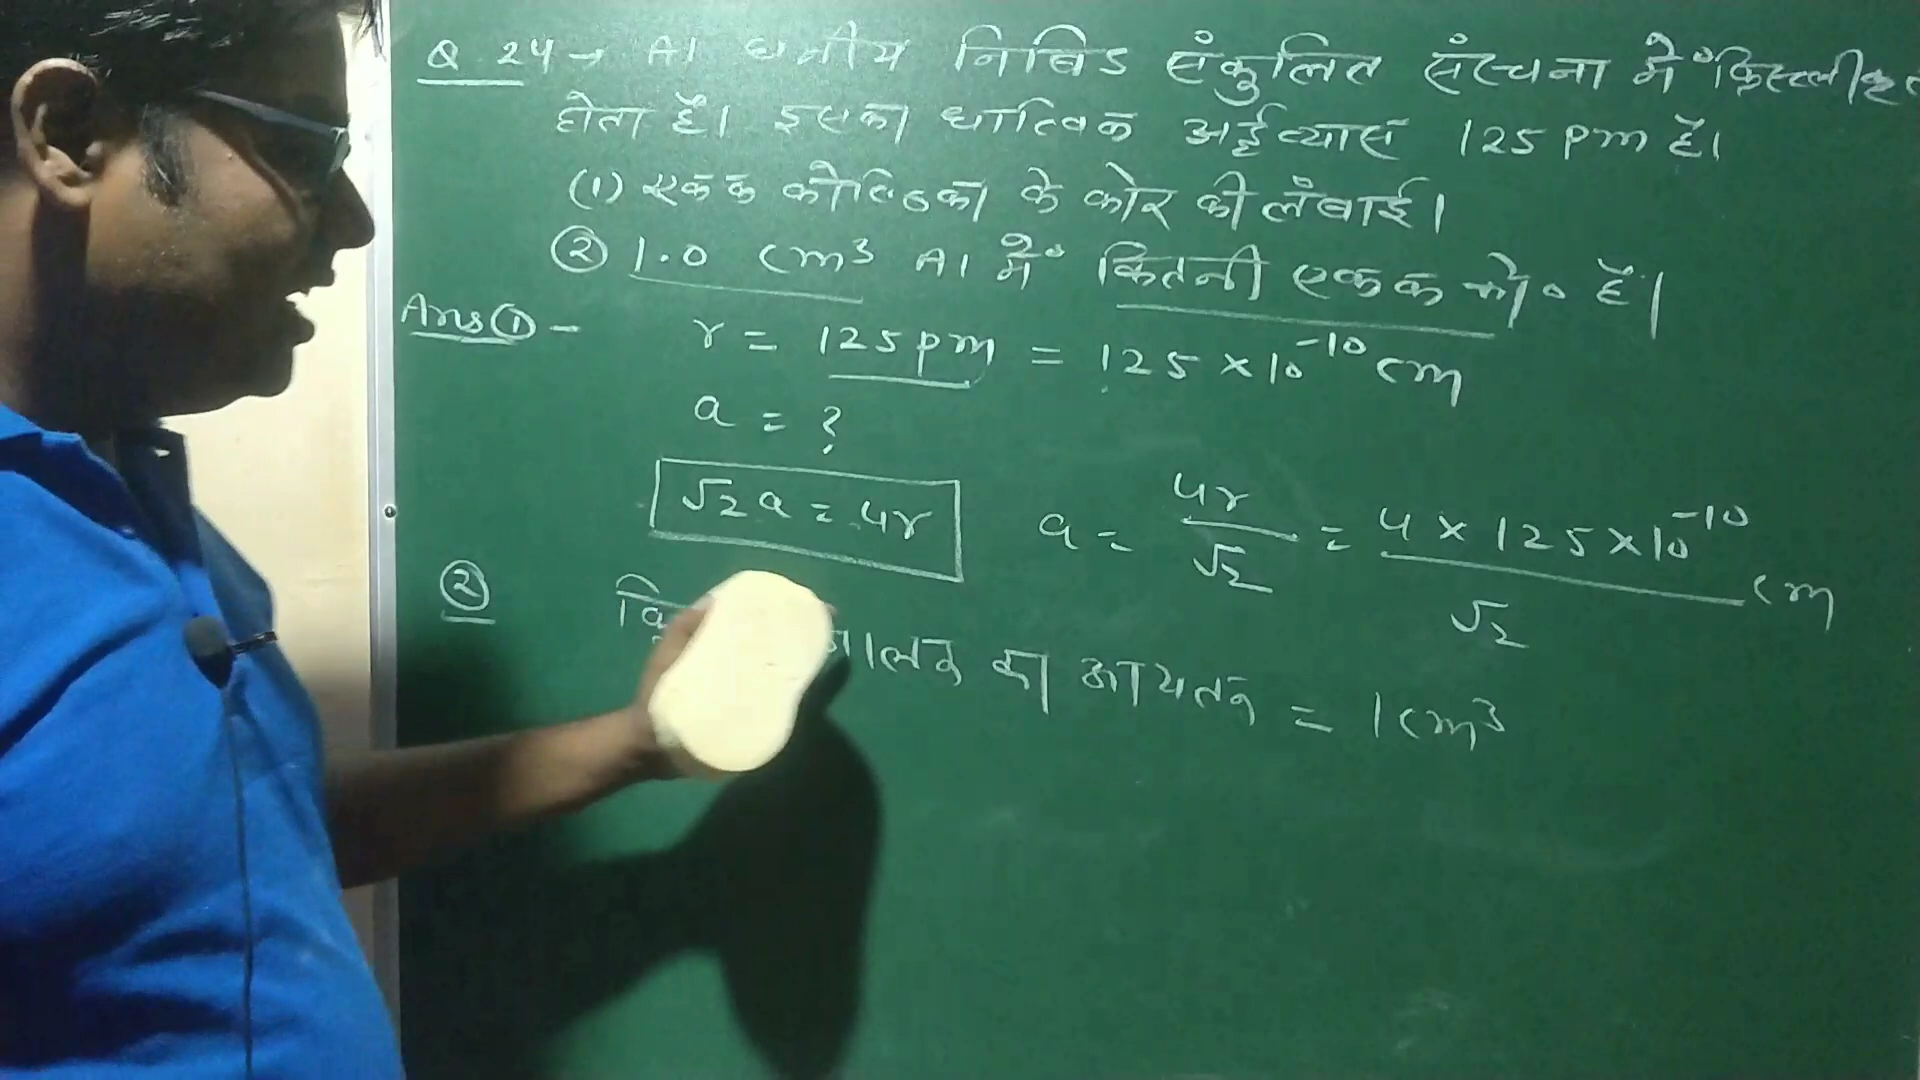 Q 24 → Al घनीय निबिड संकुलित संरचना में क्रिस्टलीकृत
होता है। इसका धात्विक अर्द्धव्यास 125 pm है।
(1) एकक कोष्ठिका के कोर की लंबाई।
② 1.0 cm³ Al में कितनी एकक को० है।
Ans ① - r = 125 pm = 125 × 10⁻¹⁰ cm
a = ?
√2 a = 4r a = 4r/√2 = 4 × 125 × 10⁻¹⁰/√2 cm
② का आयतन = 1 cm³